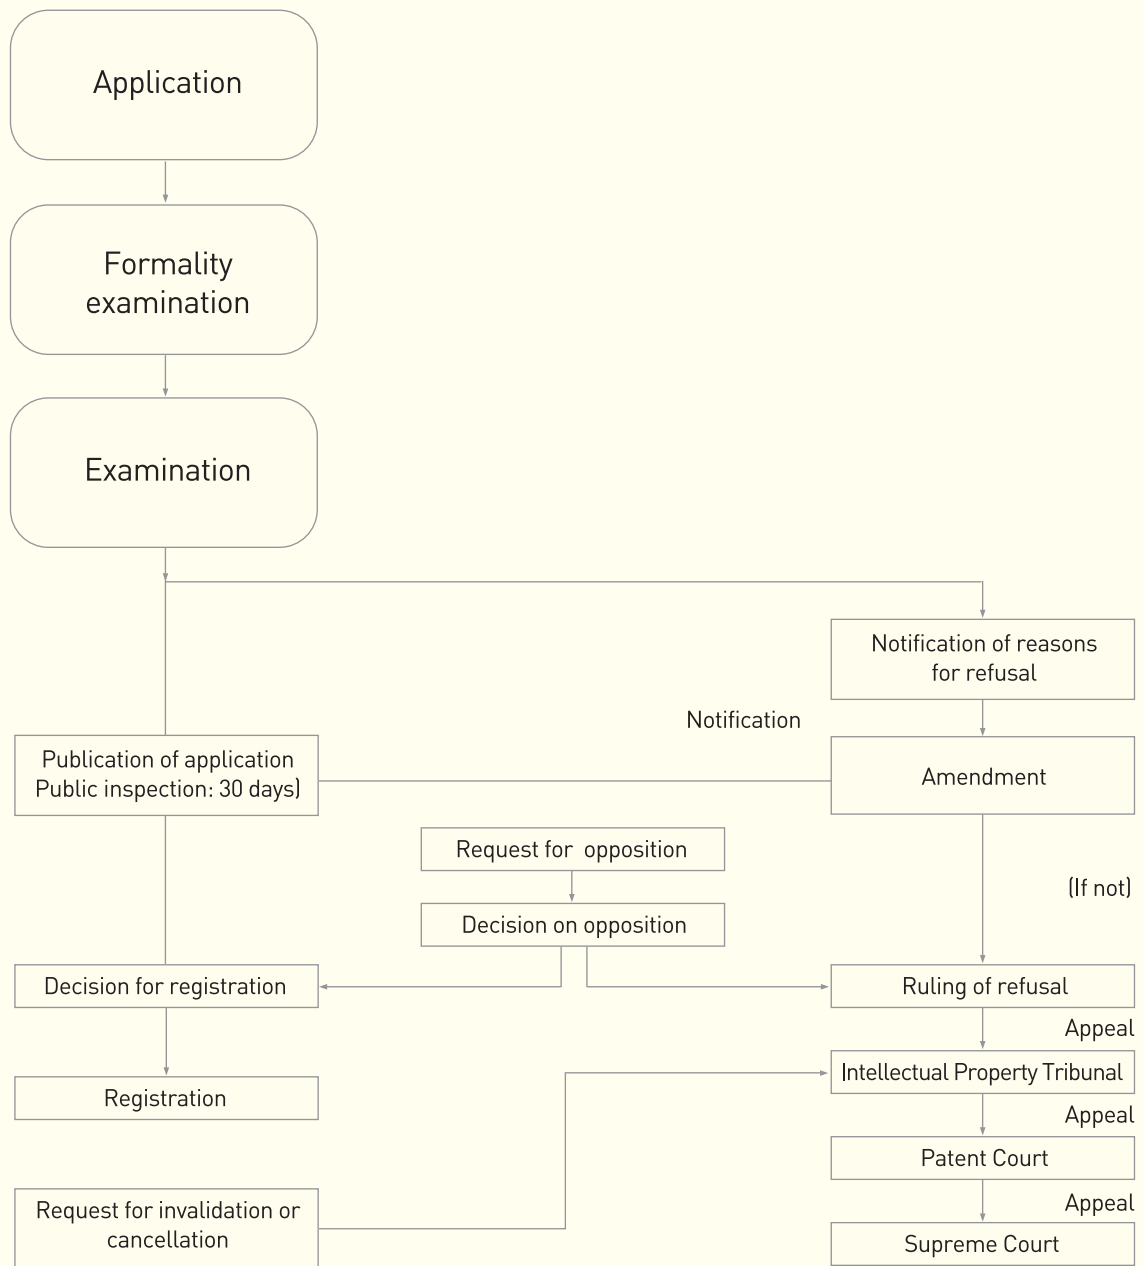 Application
Formality
examination
Examination
Notification of reasons
for refusal
Notification
Publication of application
Public inspection: 30 days)
Amendment
Request for opposition
(If not)
Decision on opposition
Decision for registration
Ruling of refusal
Appeal
Intellectual Property Tribunal
Registration
Appeal
Patent Court
Appeal
Request for invalidation or
cancellation
Supreme Court